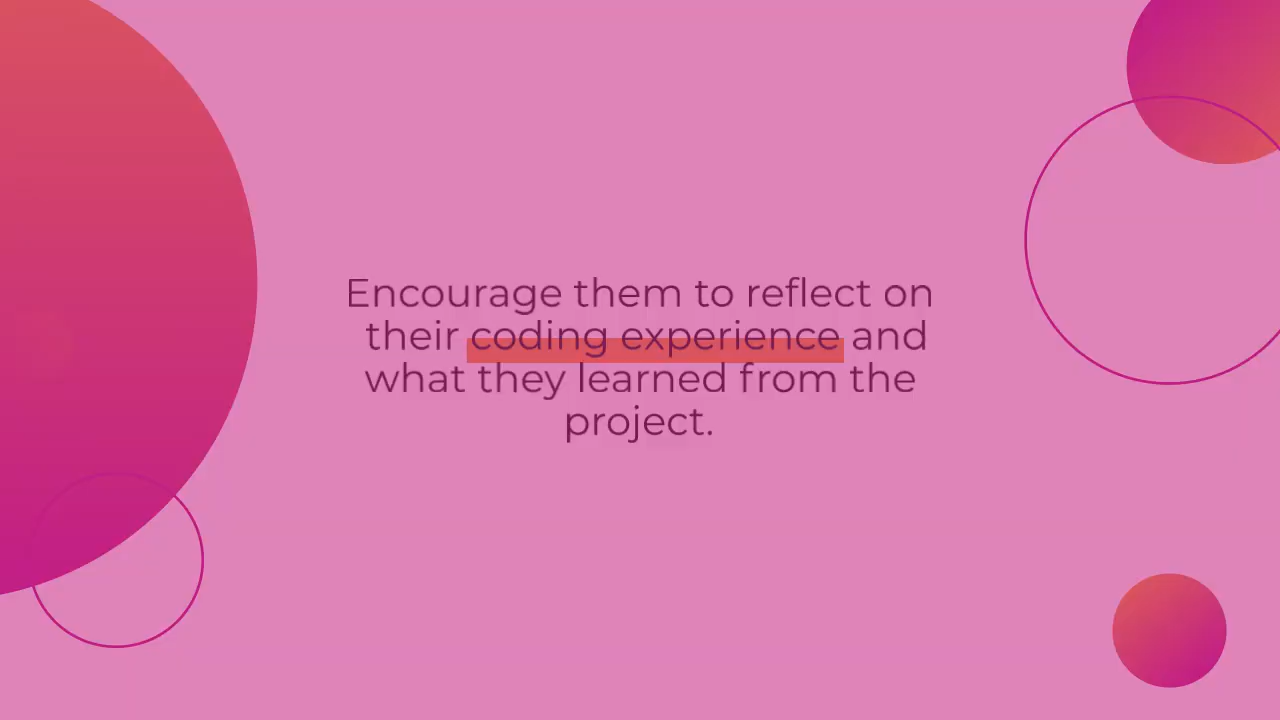 Encourage them to reflect on
their coding experience and
what they learned from the
project.